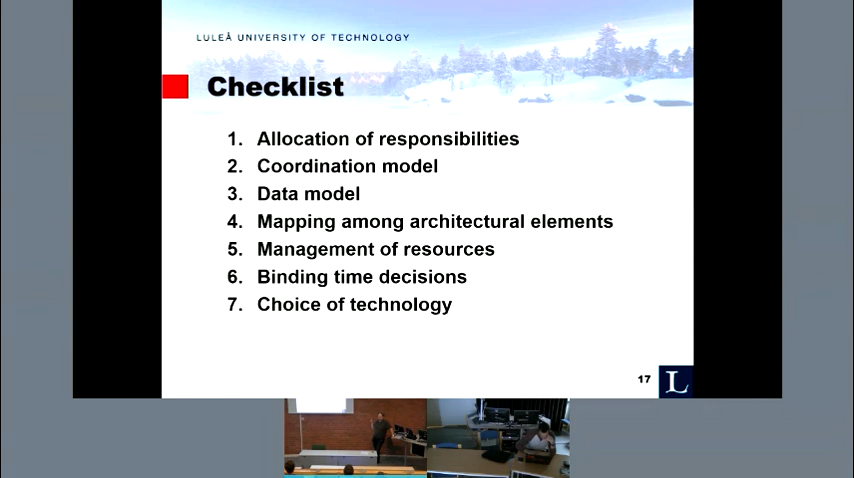 LULEÅ UNIVERSITY OF TECHNOLOGY
Checklist
1. Allocation of responsibilities
2. Coordination model
3. Data model
4. Mapping among architectural elements
5. Management of resources
6. Binding time decisions
7. Choice of technology
17
L